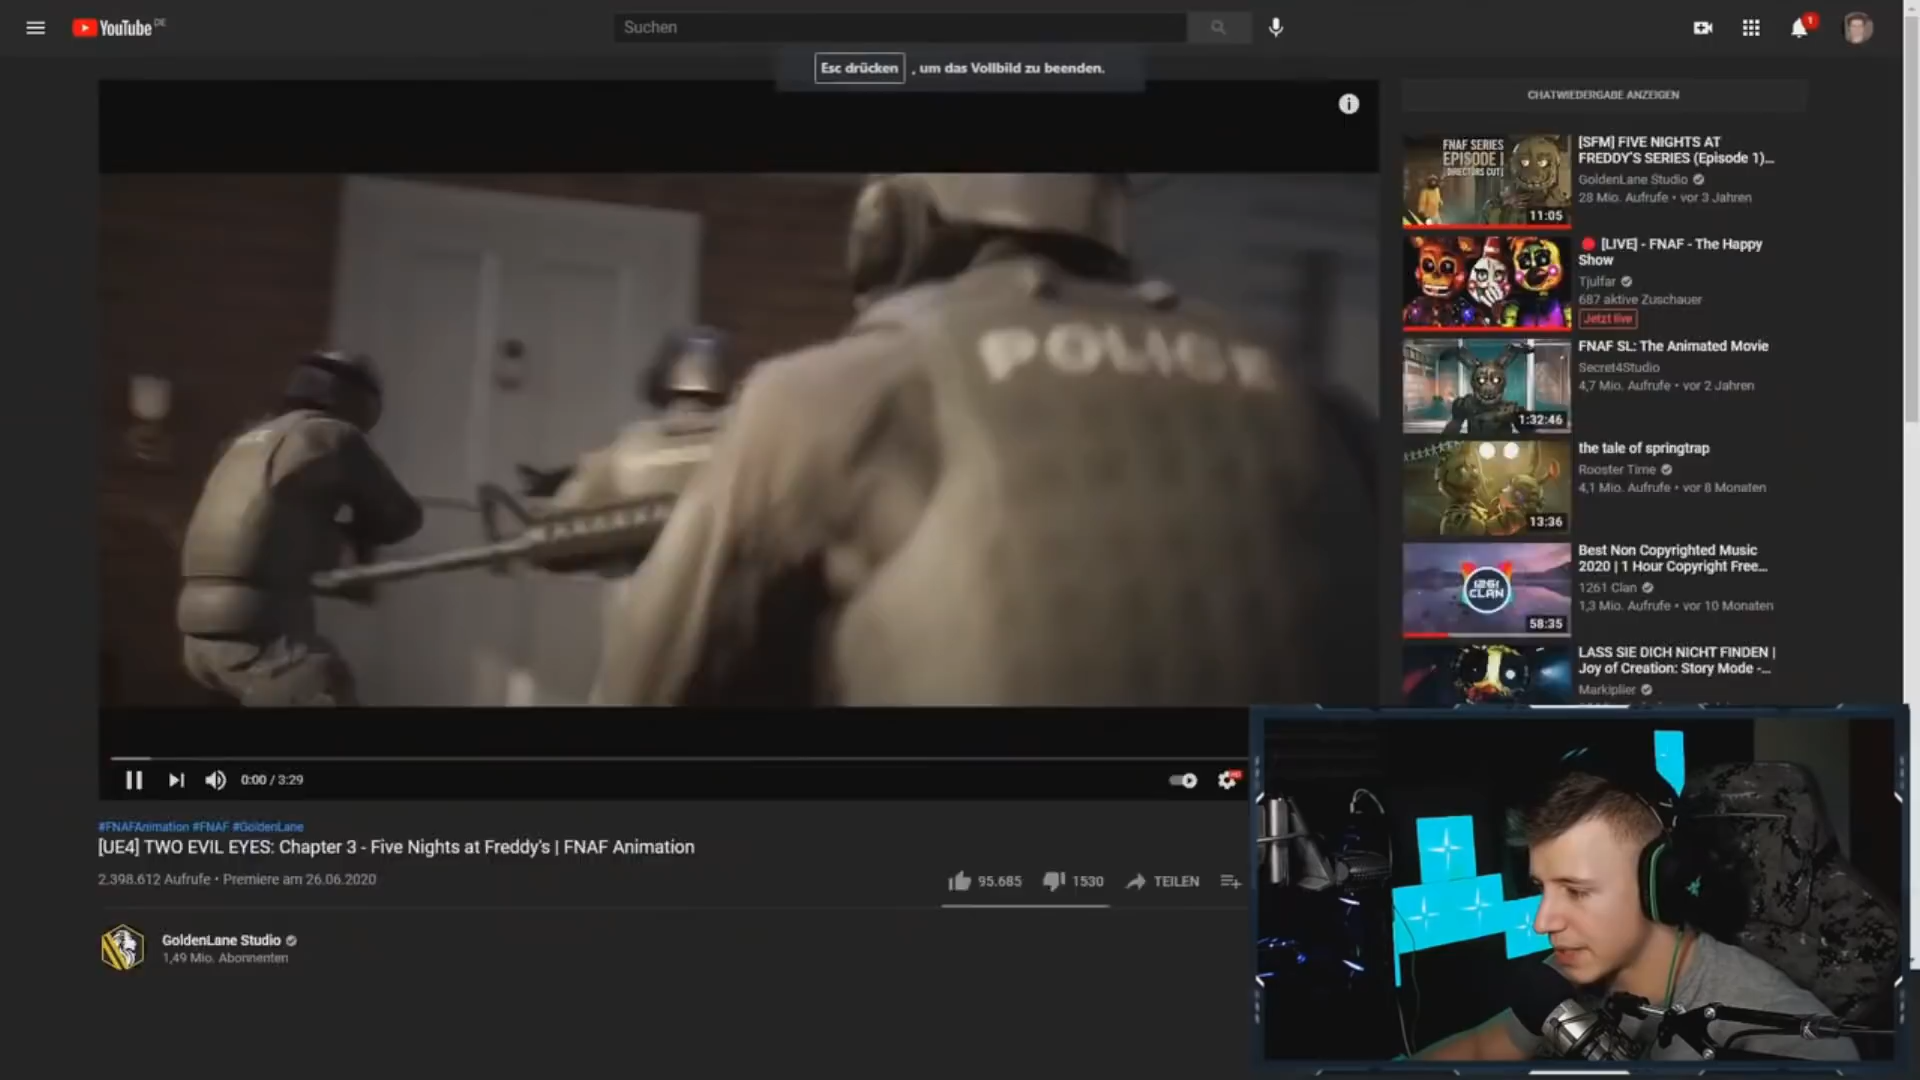 YouTube DE
Suchen
1
Esc drücken , um das Vollbild zu beenden.
CHATWIEDERGABE ANZEIGEN
POLICE
FNAF SERIES
EPISODE I
DIRECTORS CUT
11:05
[SFM] FIVE NIGHTS AT
FREDDY'S SERIES (Episode 1)...
GoldenLane Studio
28 Mio. Aufrufe • vor 3 Jahren
[LIVE] - FNAF - The Happy
Show
Tjulfar
687 aktive Zuschauer
Jetzt live
1:32:46
FNAF SL: The Animated Movie
Secret4Studio
4,7 Mio. Aufrufe • vor 2 Jahren
13:36
the tale of springtrap
Rooster Time
4,1 Mio. Aufrufe • vor 8 Monaten
1261
CLAN
58:35
Best Non Copyrighted Music
2020 | 1 Hour Copyright Free...
1261 Clan
1,3 Mio. Aufrufe • vor 10 Monaten
LASS SIE DICH NICHT FINDEN |
Joy of Creation: Story Mode -...
Markiplier
0:00 / 3:29
HD
#FNAFAnimation #FNAF #GoldenLane
[UE4] TWO EVIL EYES: Chapter 3 - Five Nights at Freddy's | FNAF Animation
2.398.612 Aufrufe • Premiere am 26.06.2020
95.685
1530
TEILEN
GoldenLane Studio
1,49 Mio. Abonnenten